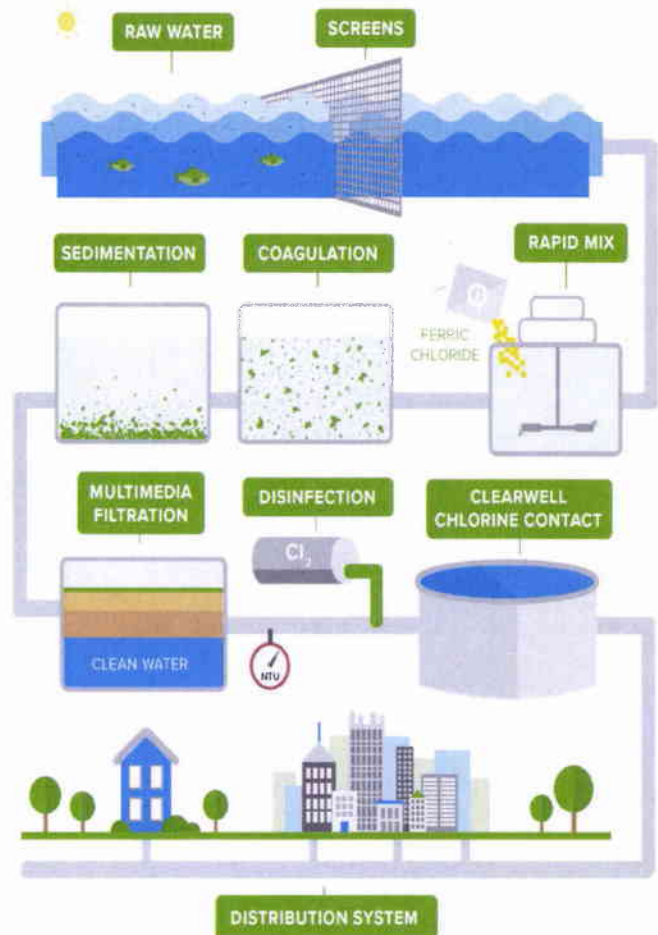 RAW WATER
SCREENS
SEDIMENTATION
COAGULATION
RAPID MIX
FERRIC
CHLORIDE
MULTIMEDIA
FILTRATION
DISINFECTION
CLEARWELL
CHLORINE CONTACT
Cl₂
CLEAN WATER
NTU
DISTRIBUTION SYSTEM